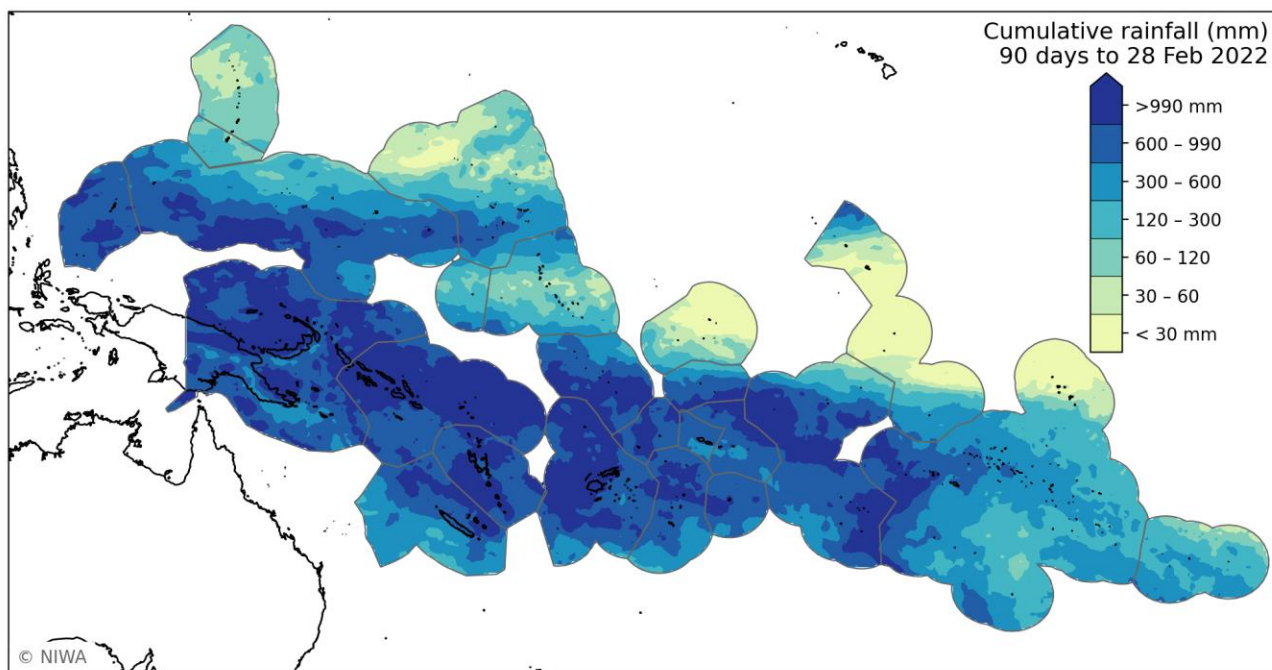 Cumulative rainfall (mm)
90 days to 28 Feb 2022
>990 mm
600 – 990
300 – 600
120 – 300
60 – 120
30 – 60
< 30 mm
© NIWA